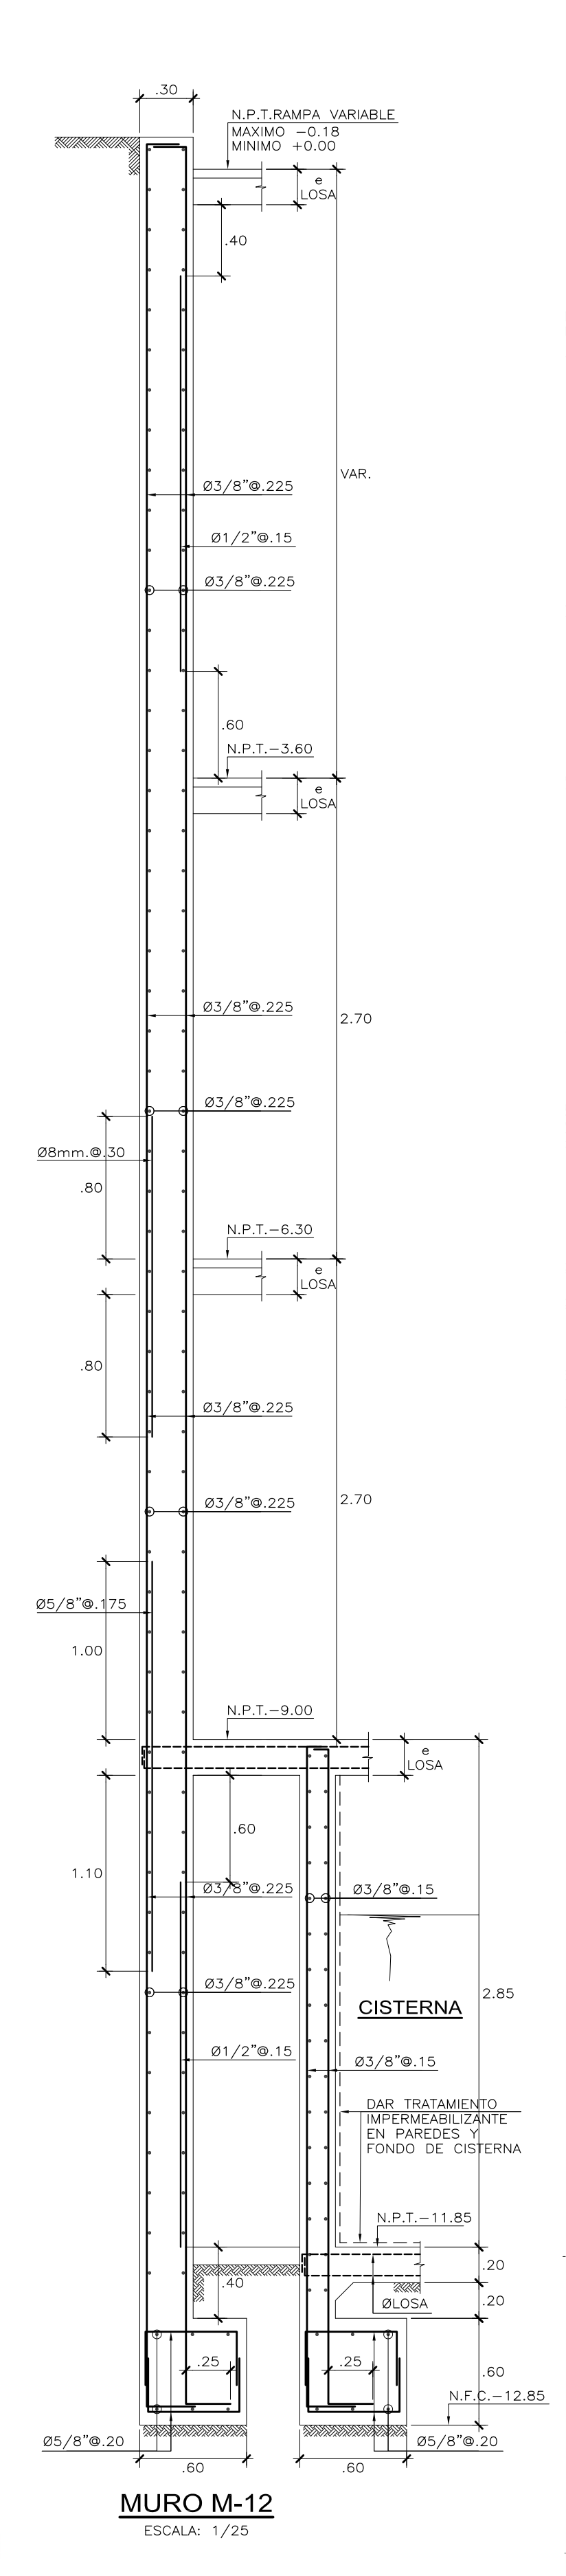 .30
N.P.T.RAMPA VARIABLE
MAXIMO -0.18
MINIMO +0.00
e
LOSA
.40
VAR.
Ø3/8"@.225
Ø1/2"@.15
Ø3/8"@.225
.60
N.P.T.-3.60
e
LOSA
Ø3/8"@.225
2.70
Ø3/8"@.225
Ø8mm.@.30
.80
N.P.T.-6.30
e
LOSA
.80
Ø3/8"@.225
2.70
Ø3/8"@.225
Ø5/8"@.175
1.00
N.P.T.-9.00
e
LOSA
.60
1.10
Ø3/8"@.225
Ø3/8"@.15
Ø3/8"@.225
2.85
CISTERNA
Ø1/2"@.15
Ø3/8"@.15
DAR TRATAMIENTO
IMPERMEABILIZANTE
EN PAREDES Y
FONDO DE CISTERNA
N.P.T.-11.85
.20
.40
.20
ØLOSA
.25
.25
.60
N.F.C.-12.85
Ø5/8"@.20
Ø5/8"@.20
.60
.60
MURO M-12
ESCALA: 1/25